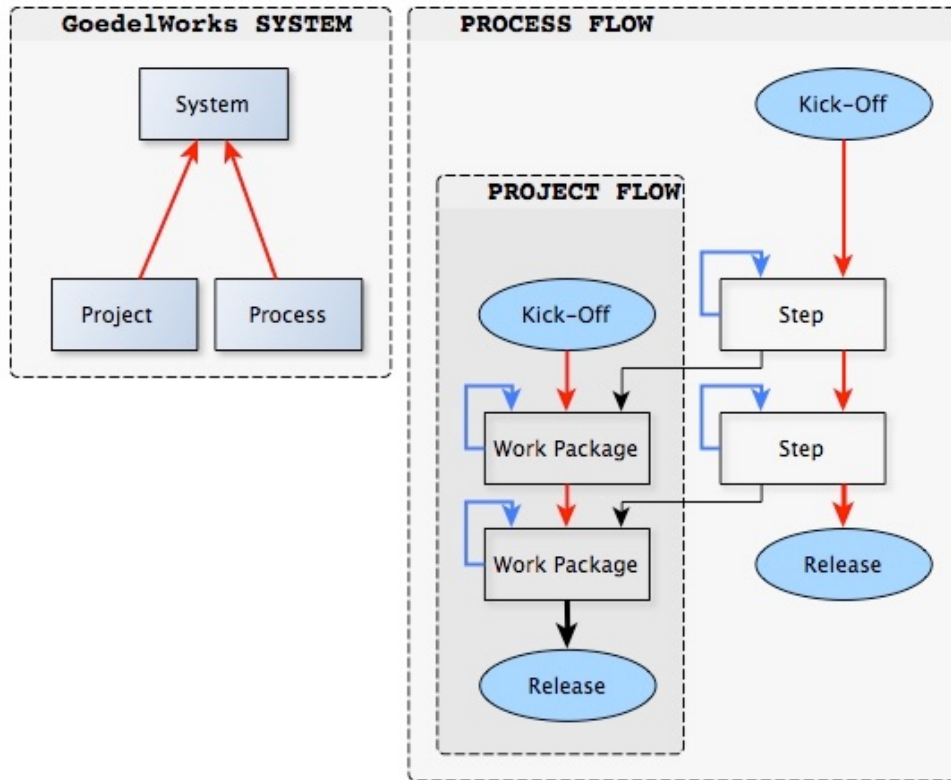 GoedelWorks SYSTEM
System
Project
Process
PROCESS FLOW
Kick-Off
Step
Step
Release
PROJECT FLOW
Kick-Off
Work Package
Work Package
Release